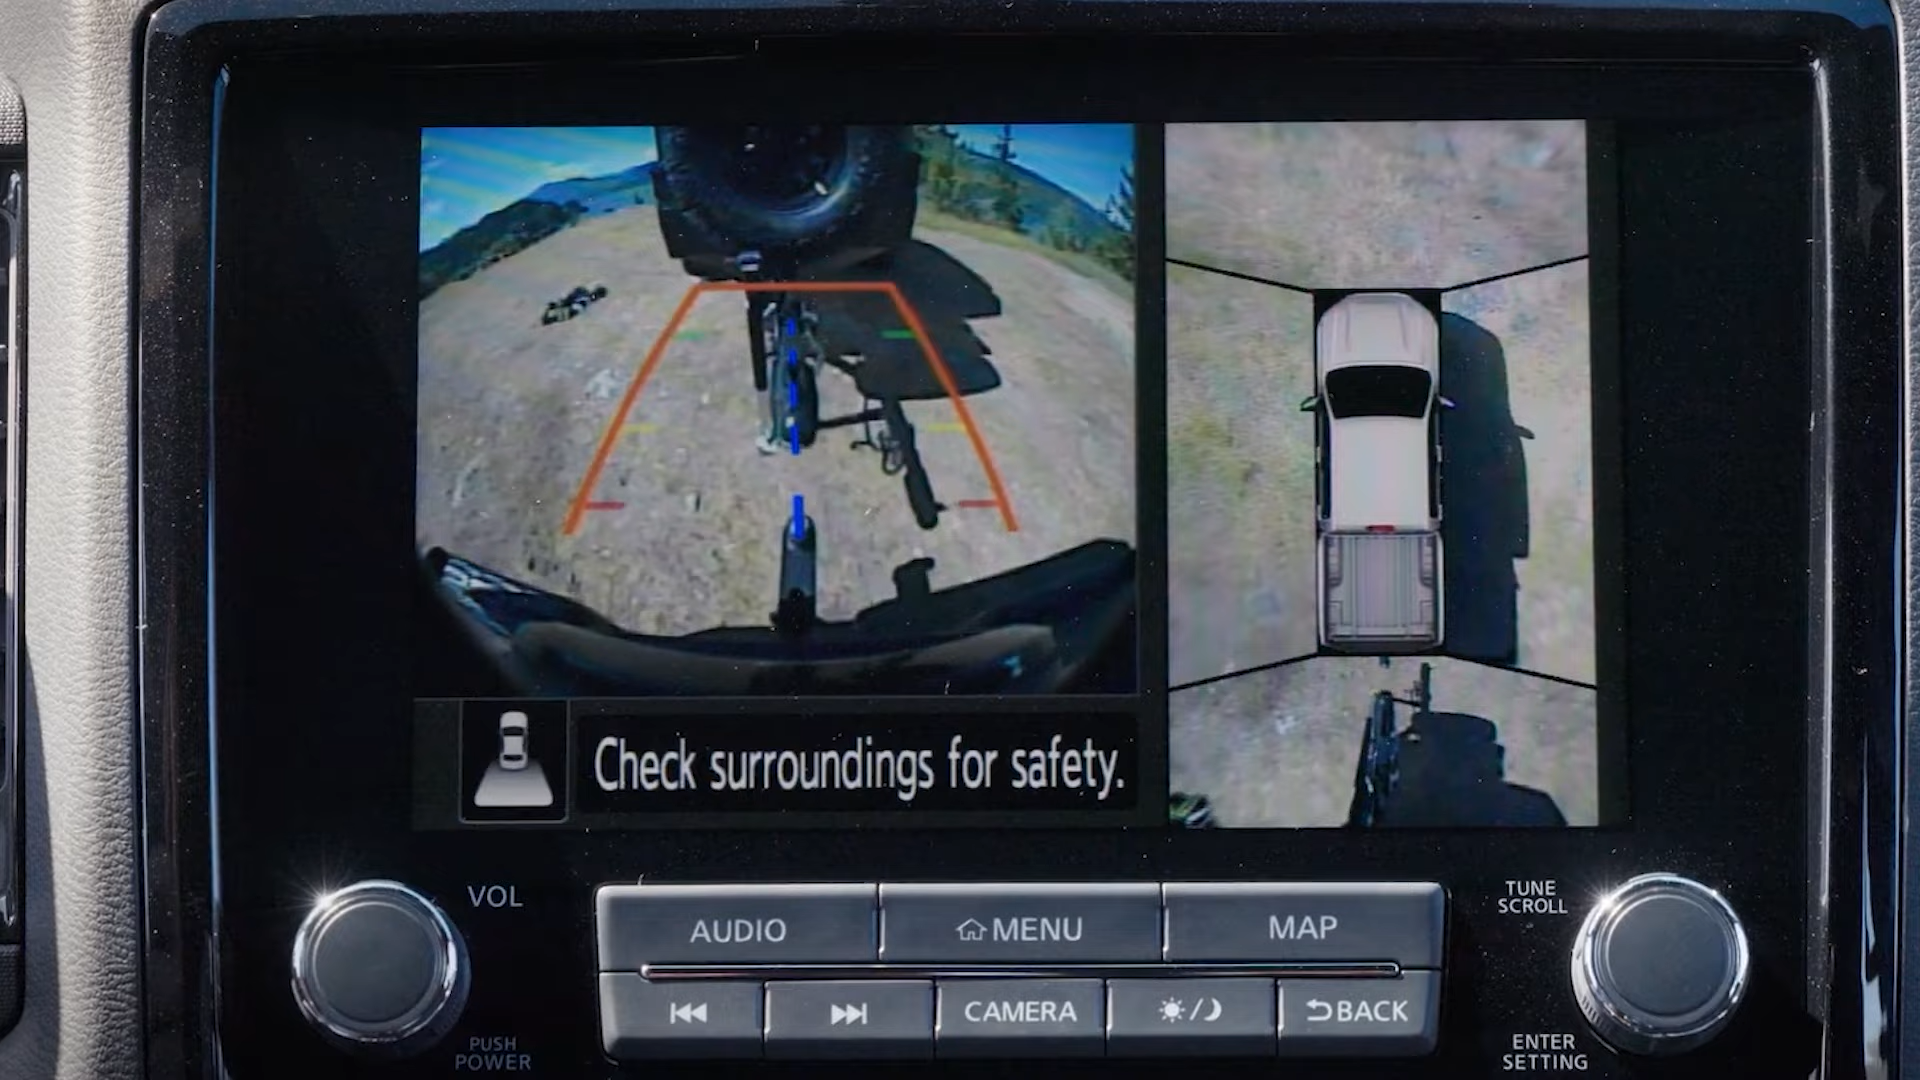 Check surroundings for safety.
VOL
TUNE
SCROLL
AUDIO
MENU
MAP
CAMERA
BACK
PUSH
POWER
ENTER
SETTING